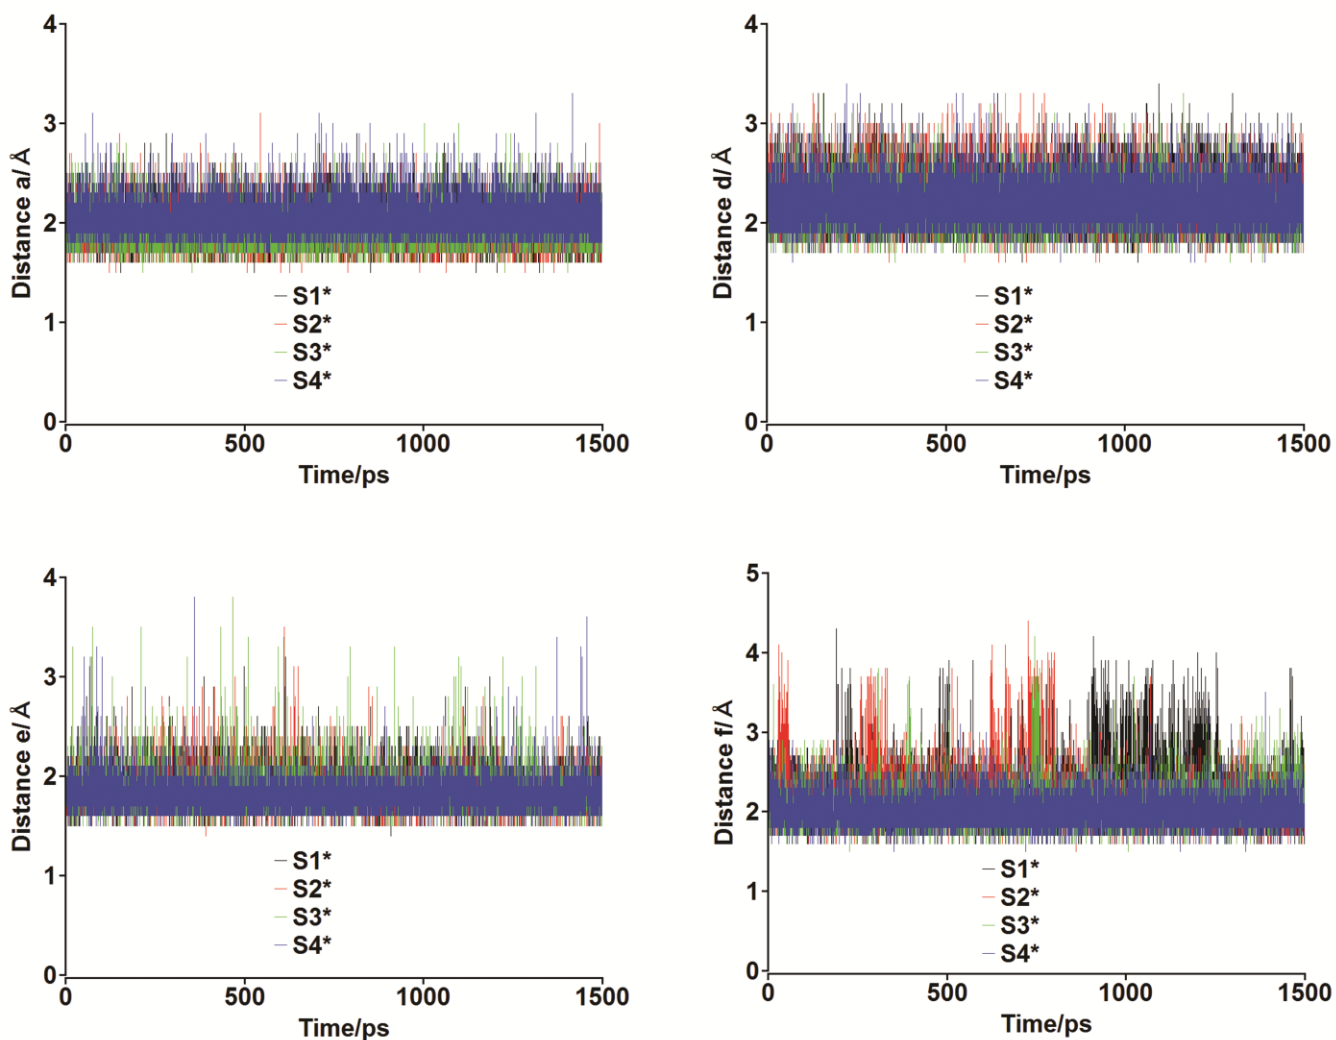 4
3
2
1
0
Distance a/Å
S1*
S2*
S3*
S4*
0 500 1000 1500
Time/ps
4
3
2
1
0
Distance d/Å
S1*
S2*
S3*
S4*
0 500 1000 1500
Time/ps
4
3
2
1
0
Distance e/Å
S1*
S2*
S3*
S4*
0 500 1000 1500
Time/ps
5
4
3
2
1
0
Distance f/Å
S1*
S2*
S3*
S4*
0 500 1000 1500
Time/ps